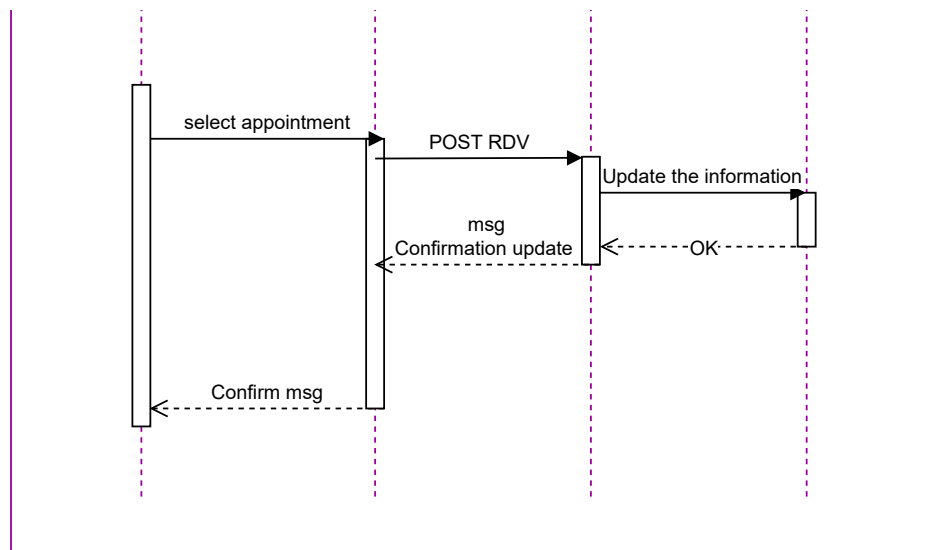 select appointment
POST RDV
Update the information
msg
Confirmation update
OK
Confirm msg